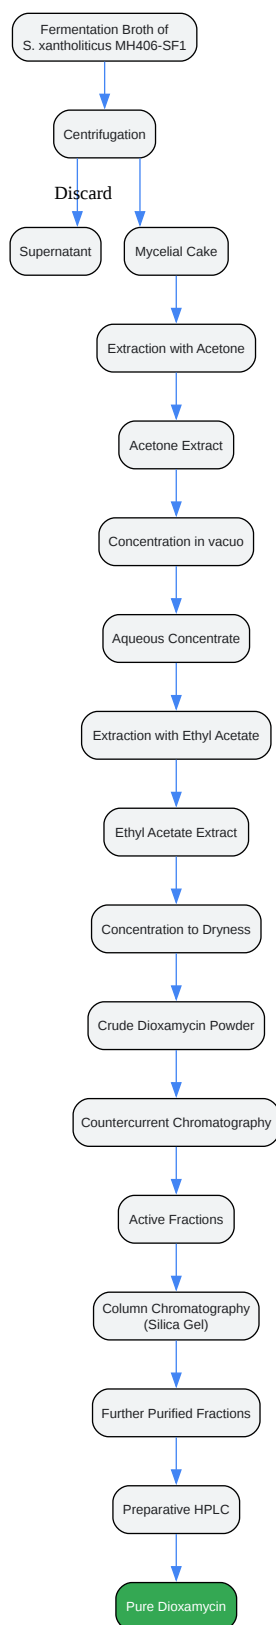 Fermentation Broth of
S. xantholiticus MH406-SF1
Centrifugation
Discard
Supernatant
Mycelial Cake
Extraction with Acetone
Acetone Extract
Concentration in vacuo
Aqueous Concentrate
Extraction with Ethyl Acetate
Ethyl Acetate Extract
Concentration to Dryness
Crude Dioxamycin Powder
Countercurrent Chromatography
Active Fractions
Column Chromatography
(Silica Gel)
Further Purified Fractions
Preparative HPLC
Pure Dioxamycin